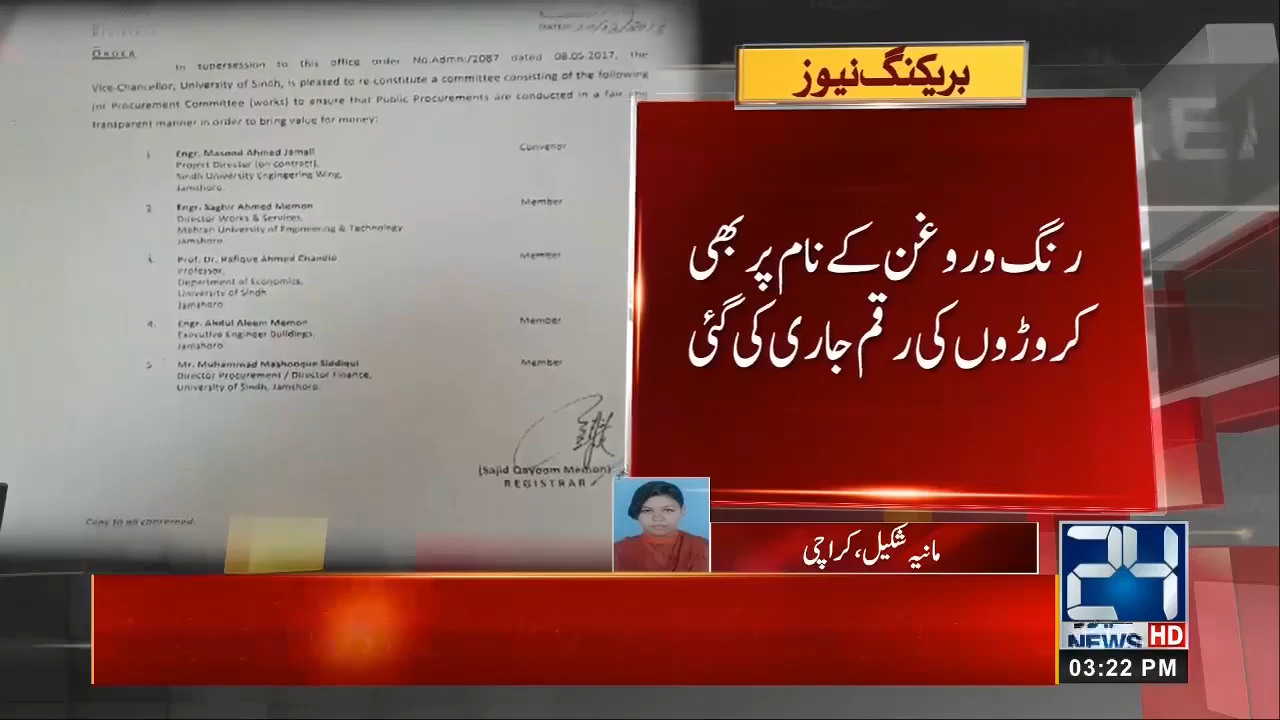 ORDER
In supersession to this office order No.Admn:/2087 dated 08.05.2017, the
Vice-Chancellor, University of Sindh, is pleased to re-constitute a committee consisting of the following
for Procurement Committee (works) to ensure that Public Procurements are conducted in a fair and
transparent manner in order to bring value for money:
1. Engr. Masood Ahmed Jamali Convenor
Project Director (on contract),
Sindh University Engineering Wing,
Jamshoro.
2. Engr. Saghir Ahmed Memon Member
Director Works & Services,
Mehran University of Engineering & Technology
Jamshoro.
Prof. Dr. Rafique Ahmed Chandio Member
Professor,
Department of Economics,
University of Sindh
Jamshoro.
4. Engr. Abdul Aleem Memon Member
Executive Engineer Buildings,
Jamshoro.
5 Mr. Muhammad Mashooque Siddiqui Member
Director Procurement / Director Finance,
University of Sindh, Jamshoro.
(Sajid Qayoom Memon)
REGISTRAR
Copy to all concerned.
بریکنگ نیوز
رنگ و روغن کے نام پر بھی
کروڑوں کی رقم جاری کی گئی
مانیہ شکیل، کراچی
24
NEWS HD
03:22 PM